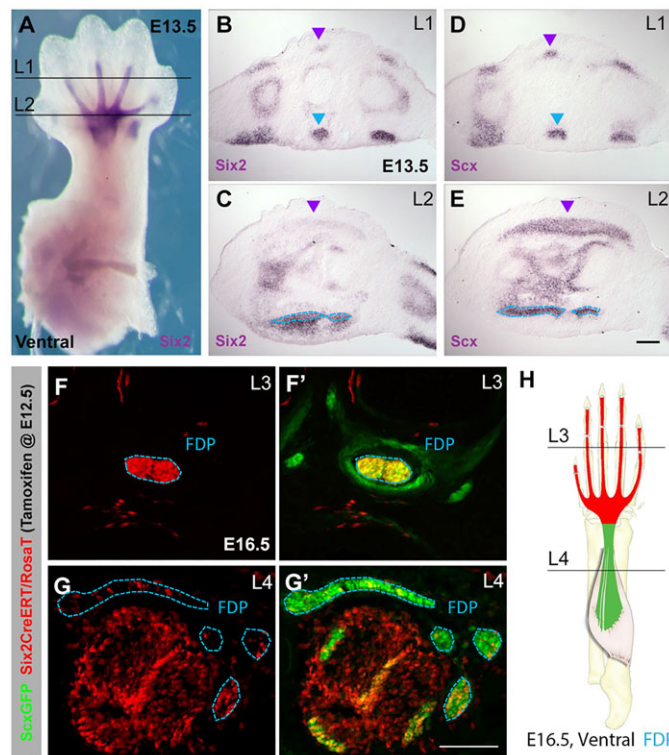 A
E13.5
L1
L2
Ventral
Six2
B
L1
Six2
E13.5
D
L1
Scx
C
L2
Six2
E
L2
Scx
ScxGFP Six2CreERT/RosaT (Tamoxifen @ E12.5)
F
L3
FDP
E16.5
F'
L3
FDP
G
L4
FDP
G'
L4
FDP
H
L3
L4
E16.5, Ventral FDI